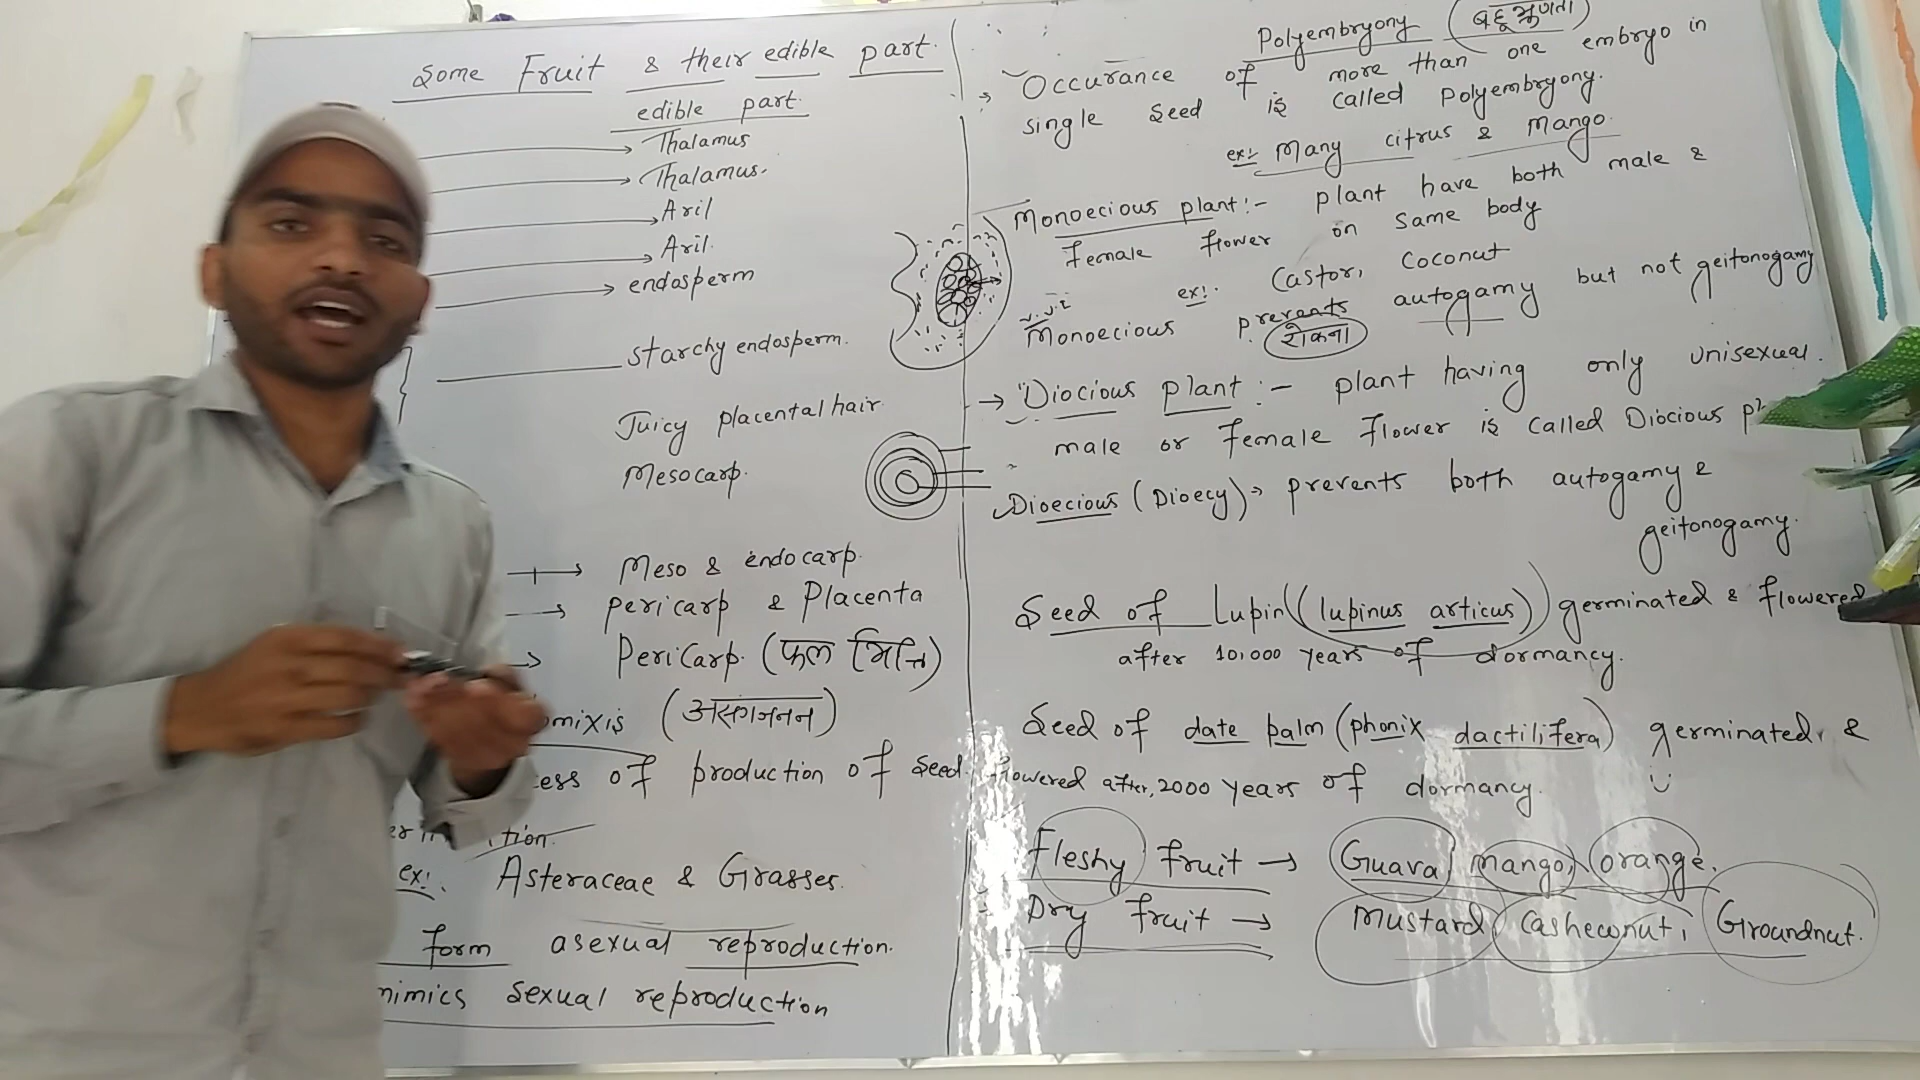 Some Fruit & their edible part.
edible part.
Thalamus
Thalamus.
Aril
Aril.
endosperm
starchy endosperm.
Juicy placental hair
Mesocarp.
Meso & endocarp.
Pericarp & Placenta
Pericarp. (फल भित्ति)
omixis (असंगजनन)
cess of production of seed.
tion.
ex:. Asteraceae & Grasses.
form asexual reproduction.
mimics sexual reproduction
Polyembryony (बहुभ्रूणता)
→ Occurance of more than one embryo in
single seed is called polyembryony.
ex:- Many citrus & mango.
Monoecious plant:- plant have both male &
female flower on same body
ex:- Castor, coconut
v.v.I
Monoecious prevents autogamy but not geitonogamy
(रोकना)
→ Diocious plant:- plant having only unisexual.
male or female flower is called Diocious pl
Dioecious (Dioecy)→ prevents both autogamy &
geitonogamy.
Seed of Lupin (lupinus articus) germinated & flowered
after 10,000 years of dormancy.
Seed of date palm (phonix dactilifera) germinated &
flowered after, 2000 years of dormancy.
Fleshy fruit → Guava, mango, orange.
Dry fruit → Mustard, Cashewnut, Groundnut.